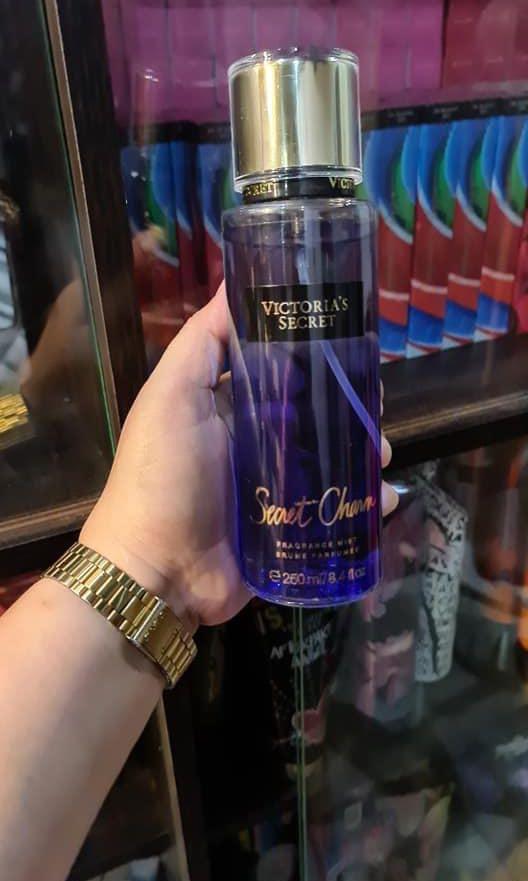 VICTORIA'S
SECRET
Secret Charm
FRAGRANCE MIST
BRUME PARFUMÉE
℮ 250 ml/8.4 fl oz